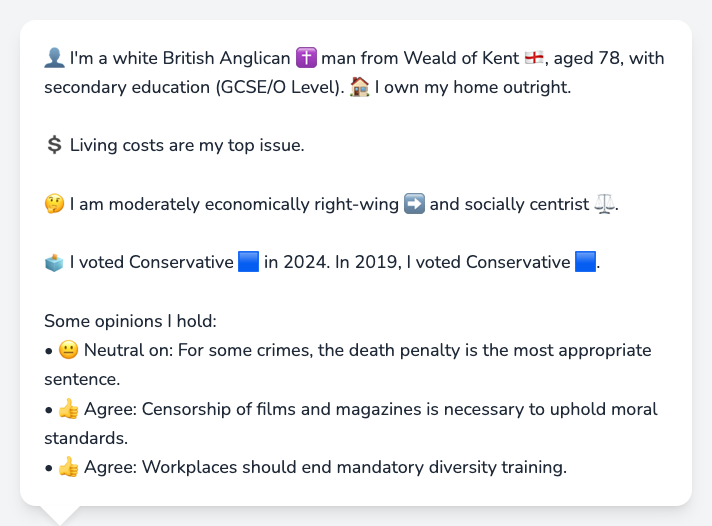 👤 I'm a white British Anglican ✝️ man from Weald of Kent 🏴󠁧󠁢󠁥󠁮󠁧󠁿, aged 78, with
secondary education (GCSE/O Level). 🏠 I own my home outright.
💲 Living costs are my top issue.
🤔 I am moderately economically right-wing ➡️ and socially centrist ⚖️.
🗳️ I voted Conservative 🟦 in 2024. In 2019, I voted Conservative 🟦.
Some opinions I hold:
• 😐 Neutral on: For some crimes, the death penalty is the most appropriate
sentence.
• 👍 Agree: Censorship of films and magazines is necessary to uphold moral
standards.
• 👍 Agree: Workplaces should end mandatory diversity training.